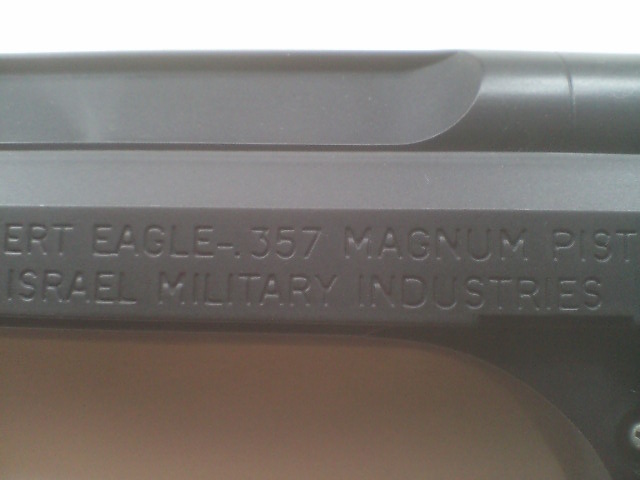 ERT EAGLE-.357 MAGNUM PIST
ISRAEL MILITARY INDUSTRIES